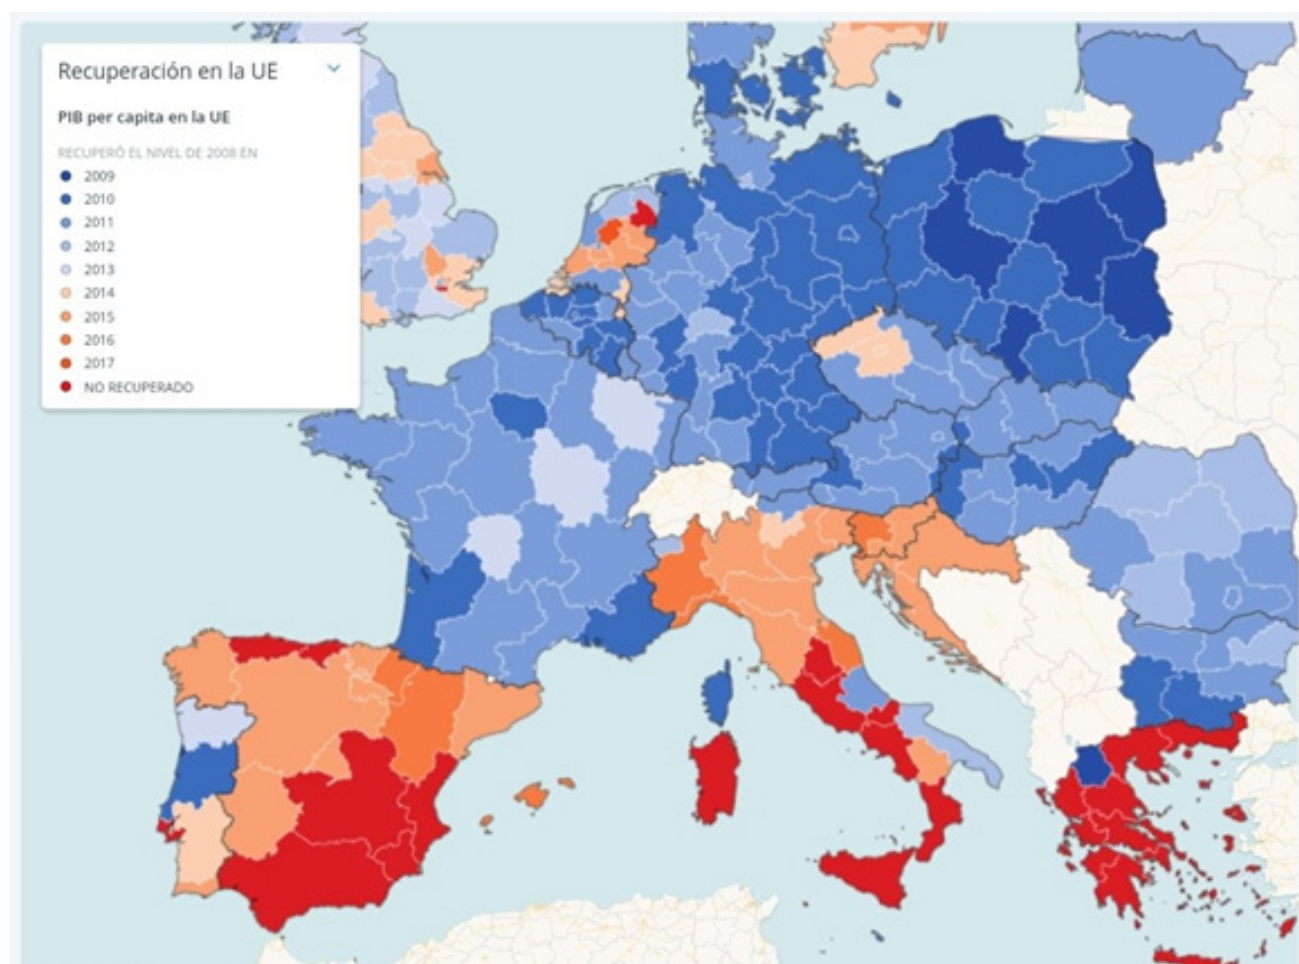 Recuperación en la UE
PIB per capita en la UE
RECUPERÓ EL NIVEL DE 2008 EN
2009
2010
2011
2012
2013
2014
2015
2016
2017
NO RECUPERADO